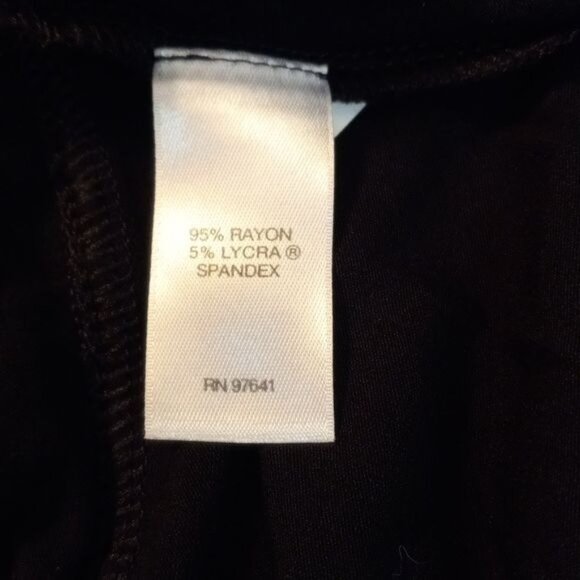 95% RAYON
5% LYCRA ®
SPANDEX
RN 97641